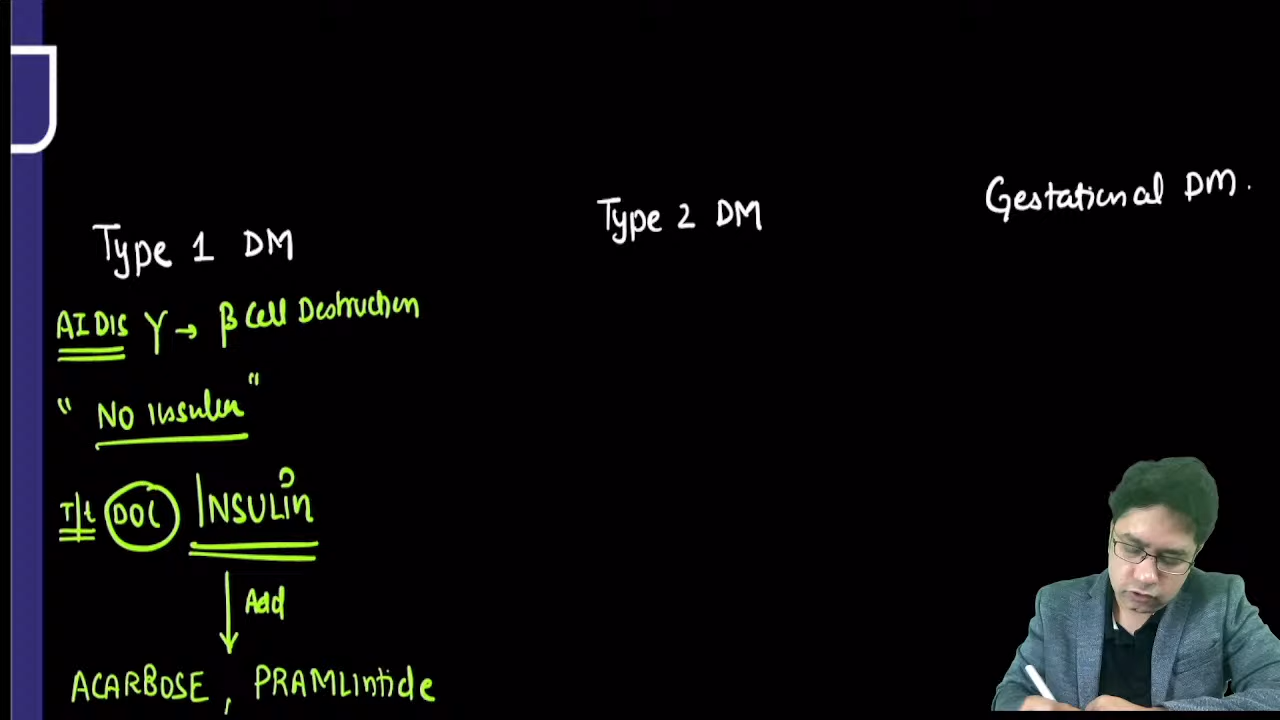 Gestational DM.
Type 2 DM
Type 1 DM
AI Dis Y → β Cell Destruction
" No Insulin "
T/t DOC INSULin
Add
ACARBOSE , PRAMLintide